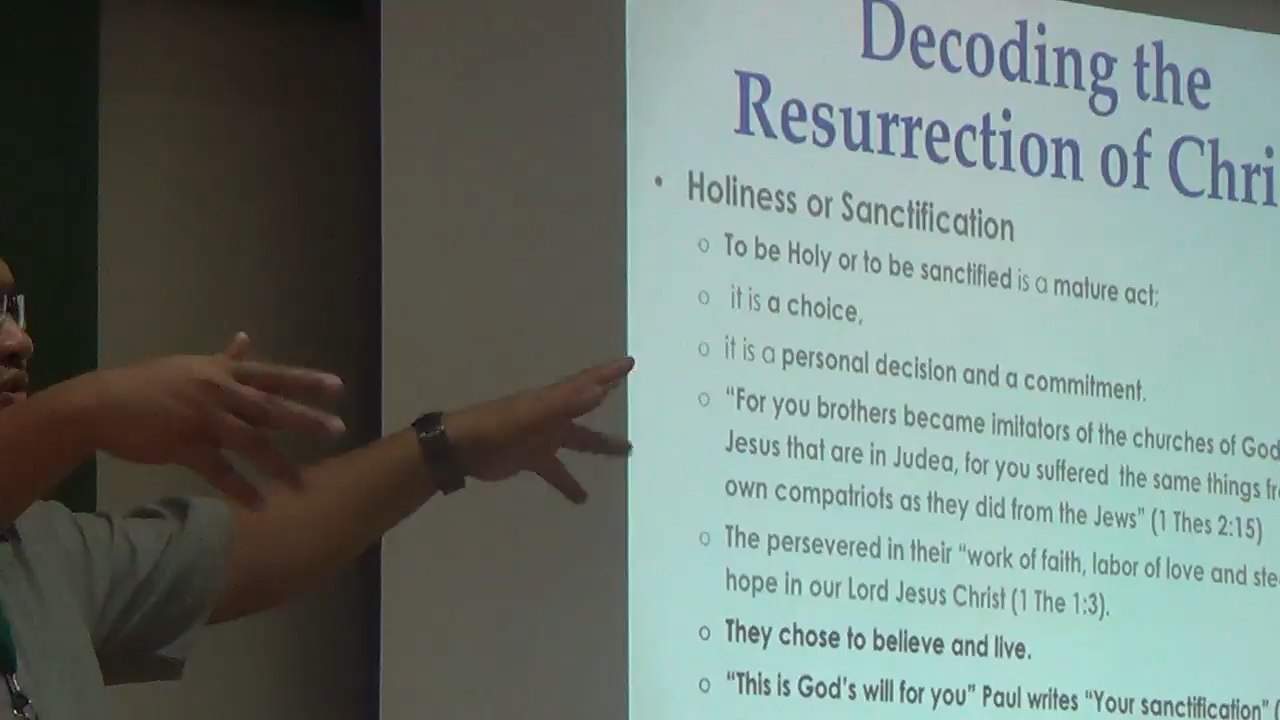 Decoding the
Resurrection of Chri
• Holiness or Sanctification
o To be Holy or to be sanctified is a mature act;
o it is a choice,
o it is a personal decision and a commitment.
o “For you brothers became imitators of the churches of God
Jesus that are in Judea, for you suffered the same things fr
own compatriots as they did from the Jews” (1 Thes 2:15)
o The persevered in their “work of faith, labor of love and ste
hope in our Lord Jesus Christ (1 The 1:3).
o They chose to believe and live.
o “This is God’s will for you” Paul writes “Your sanctification” (